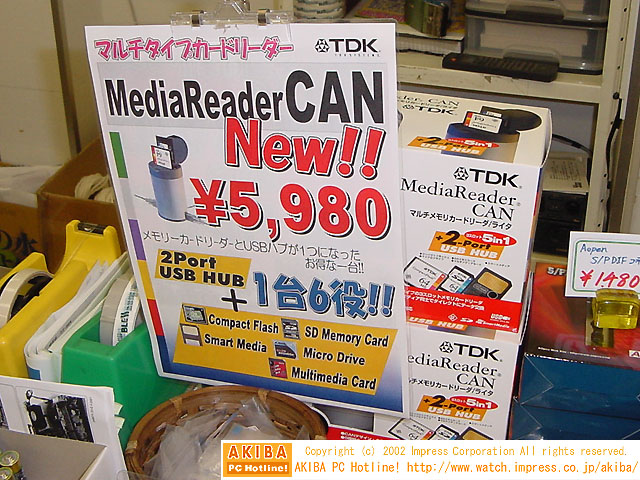 マルチタイプカードリーダー
TDK
MediaReaderCAN
New!!
¥5,980
メモリーカードリーダーとUSBハブが1つになった
お得な一台!!
2Port
USB HUB
+
1台6役!!
Compact Flash
SD Memory Card
Smart Media
Micro Drive
Multimedia Card
TDK
TDK
MediaReader
CAN
マルチメモリカードリーダ/ライタ
5in1
+2-Port
USB HUB
TDK
MediaReader
CAN
マルチメモリカードリーダ/ライタ
5in1
+2-Port
USB HUB
Aopen
S/PDIF
¥1,480
AKIBA
PC Hotline!
Copyright (c) 2002 Impress Corporation All rights reserved.
AKIBA PC Hotline! http://www.watch.impress.co.jp/akiba/